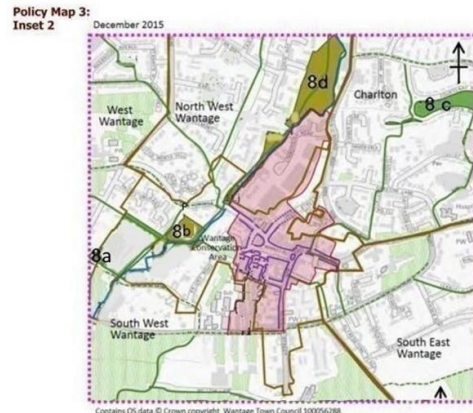 Policy Map 3:
Inset 2
December 2015
8d
Charlton
8 c
West
Wantage
North West
Wantage
P
8b
Wantage
Conservation
Area
8a
South West
Wantage
South East
Wantage
Contains OS data © Crown copyright Wantage Town Council 100056288